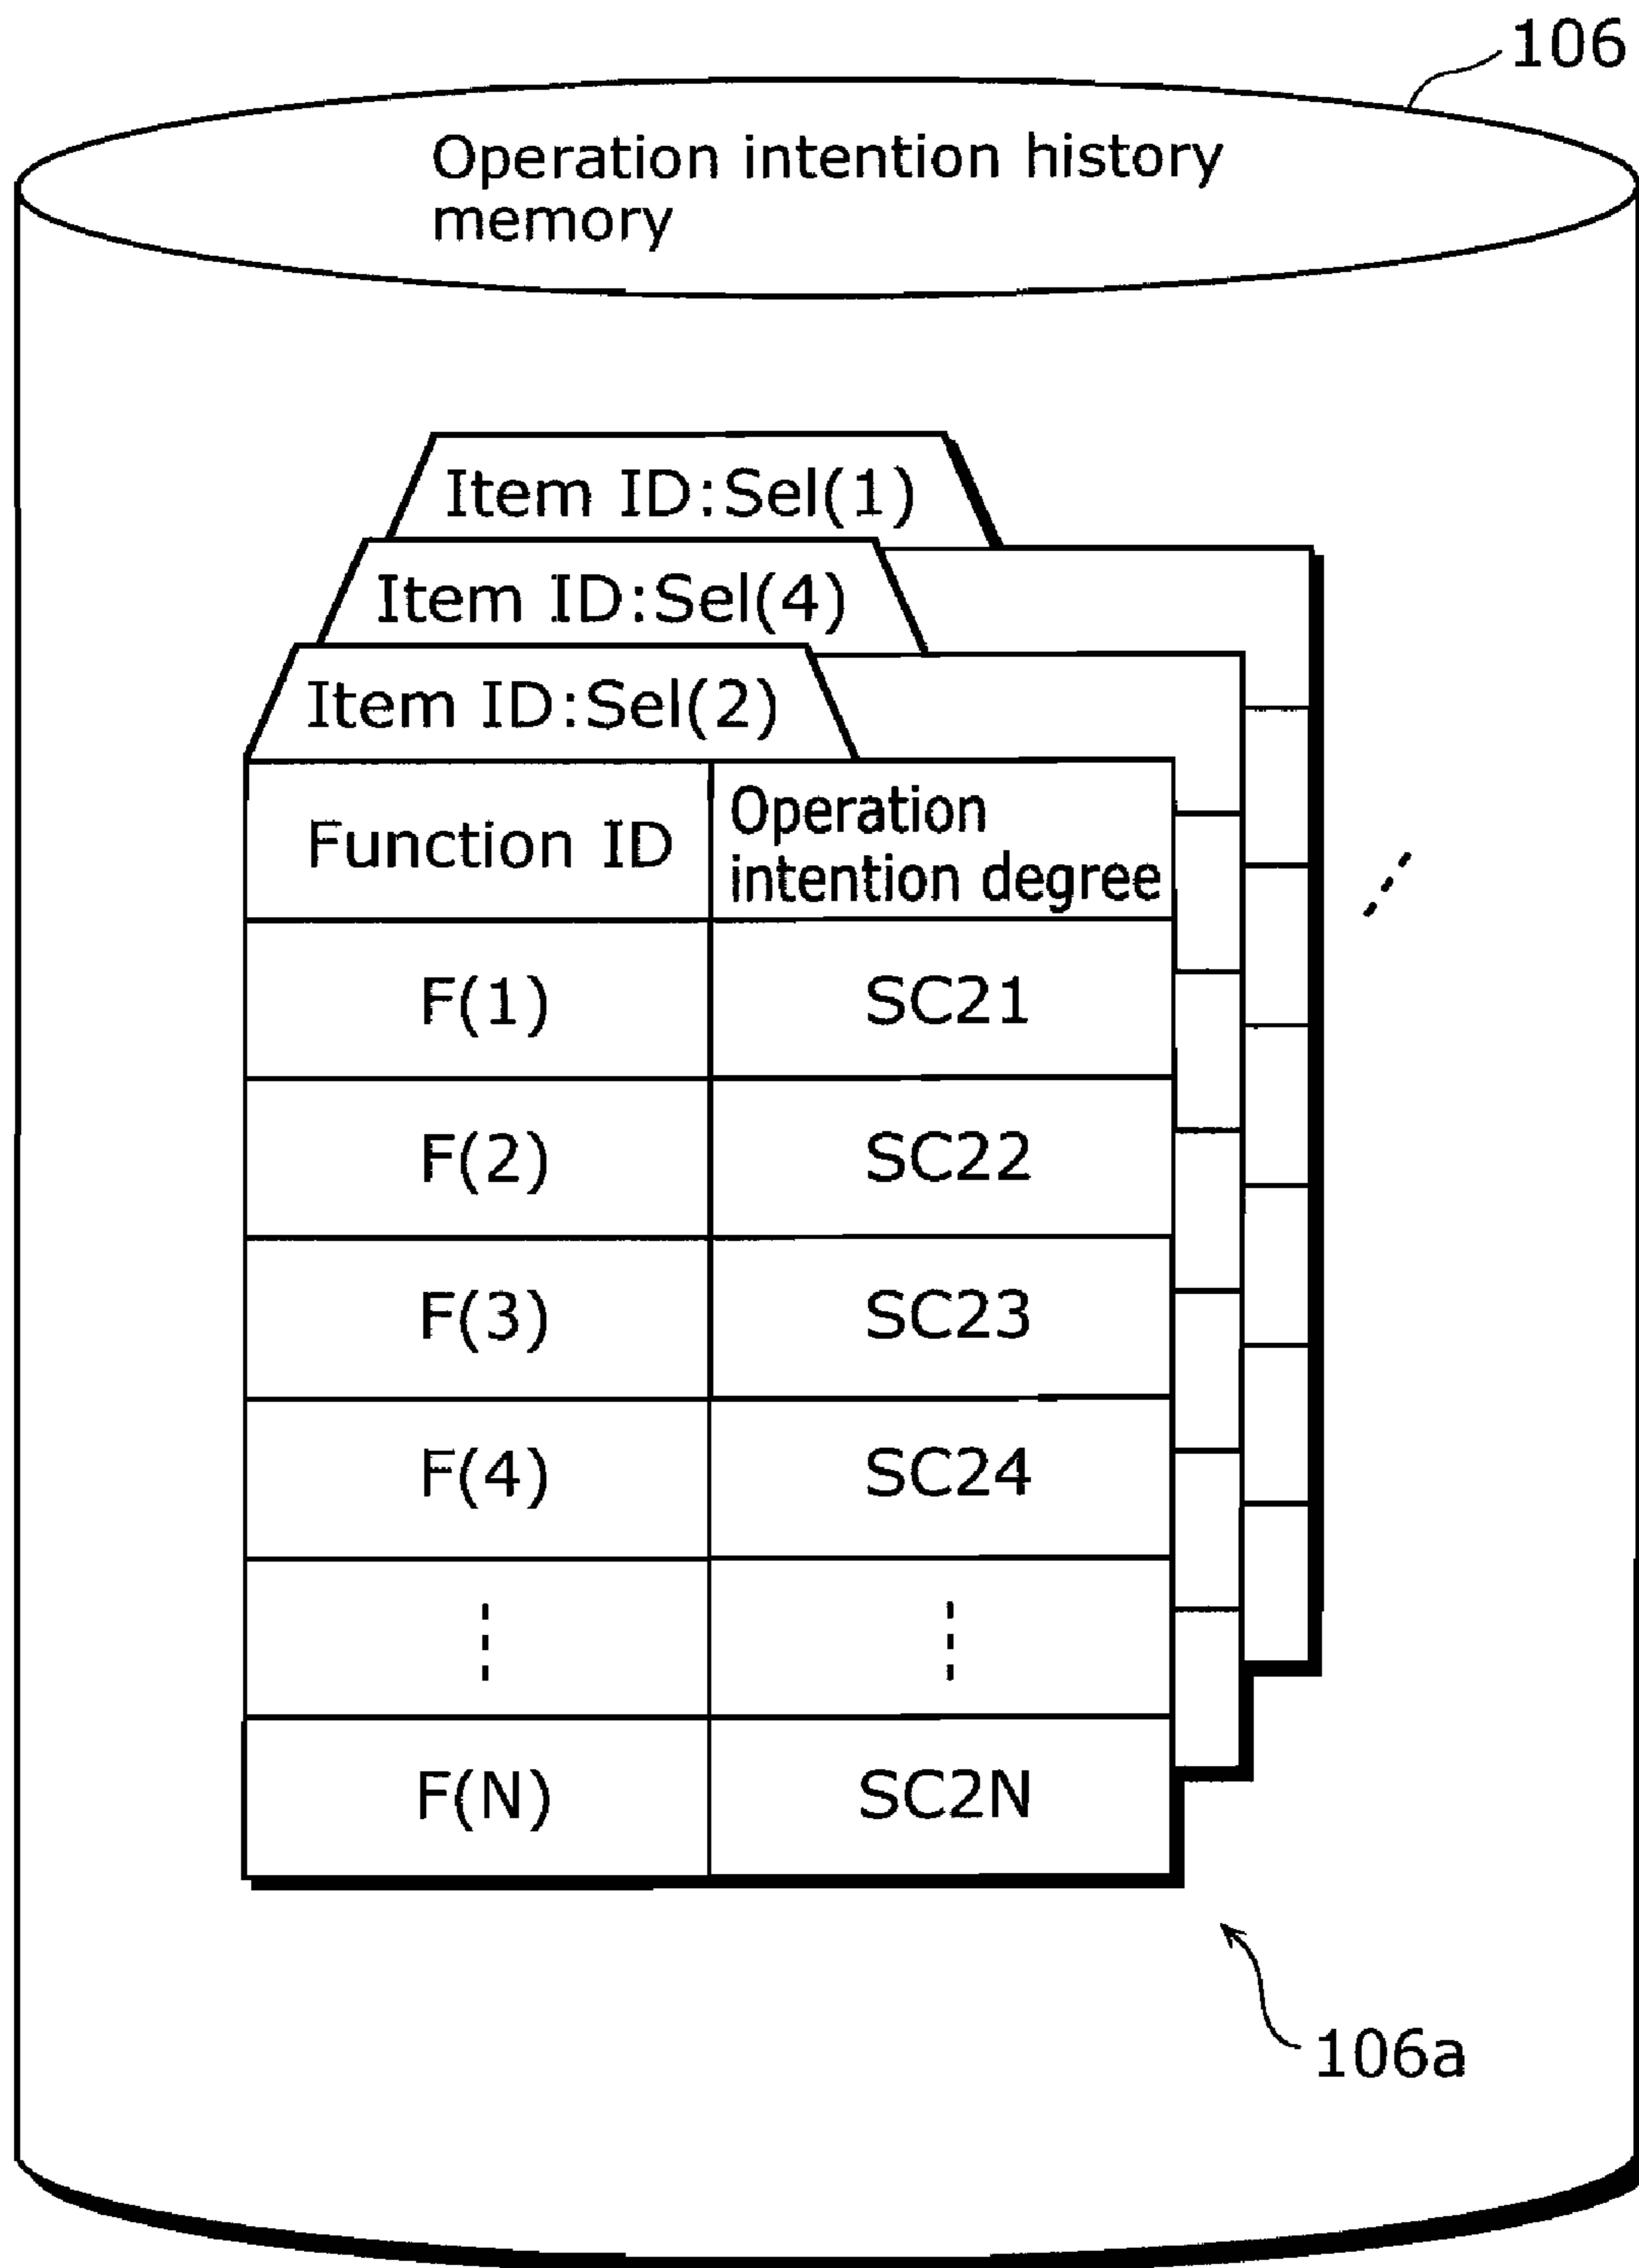 106
Operation intention history
memory
Item ID:Sel(1)
Item ID:Sel(4)
Item ID:Sel(2)
Function ID
Operation
intention degree
F(1) SC21
F(2) SC22
F(3) SC23
F(4) SC24
F(N) SC2N
106a